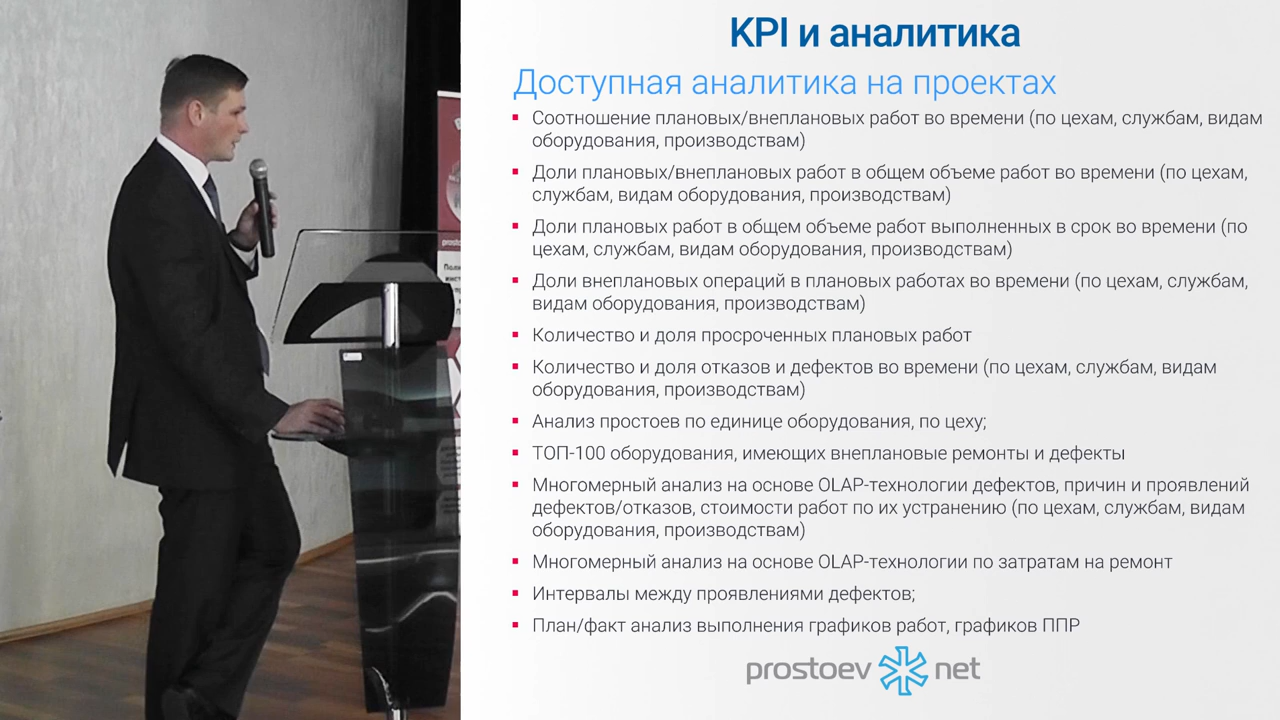 KPI и аналитика
Доступная аналитика на проектах
Соотношение плановых/внеплановых работ во времени (по цехам, службам, видам
оборудования, производствам)
Доли плановых/внеплановых работ в общем объеме работ во времени (по цехам,
службам, видам оборудования, производствам)
Доли плановых работ в общем объеме работ выполненных в срок во времени (по
цехам, службам, видам оборудования, производствам)
Доли внеплановых операций в плановых работах во времени (по цехам, службам,
видам оборудования, производствам)
Количество и доля просроченных плановых работ
Количество и доля отказов и дефектов во времени (по цехам, службам, видам
оборудования, производствам)
Анализ простоев по единице оборудования, по цеху;
ТОП-100 оборудования, имеющих внеплановые ремонты и дефекты
Многомерный анализ на основе OLAP-технологии дефектов, причин и проявлений
дефектов/отказов, стоимости работ по их устранению (по цехам, службам, видам
оборудования, производствам)
Многомерный анализ на основе OLAP-технологии по затратам на ремонт
Интервалы между проявлениями дефектов;
План/факт анализ выполнения графиков работ, графиков ППР
prostoev net